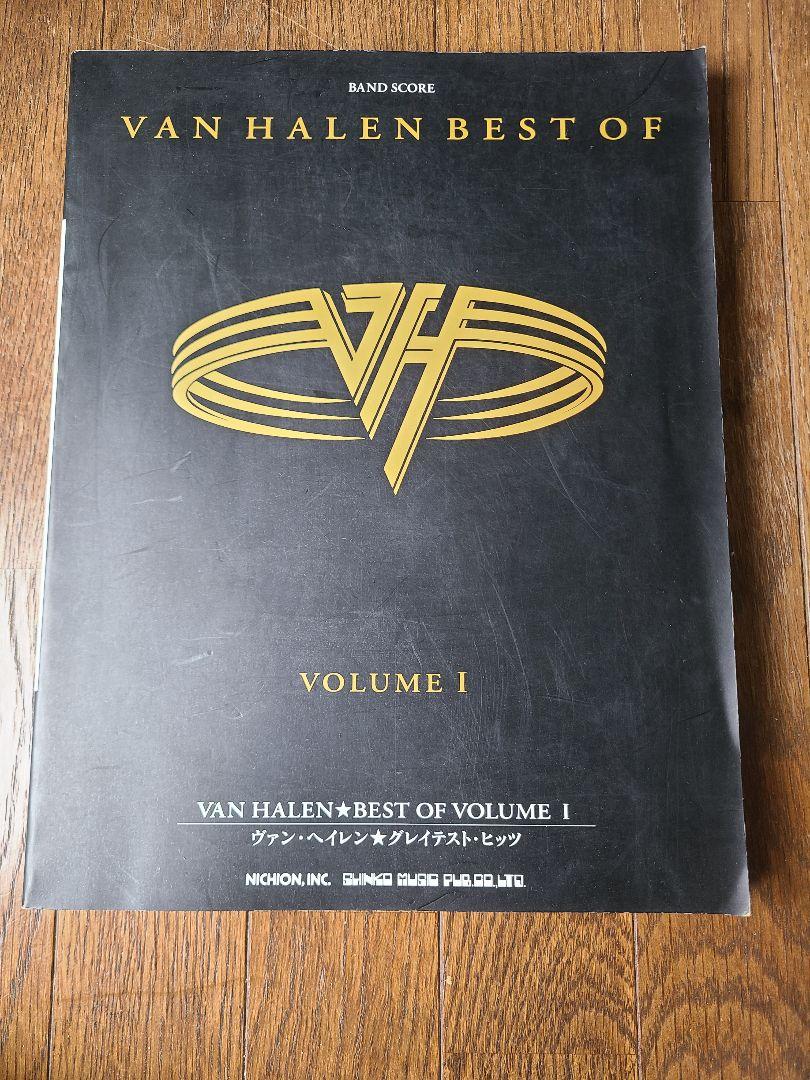 BAND SCORE
VAN HALEN BEST OF
VH
VOLUME I
VAN HALEN★BEST OF VOLUME I
ヴァン・ヘイレン★グレイテスト・ヒッツ
NICHION, INC. SHINKO MUSIC PUB.CO.,LTD.